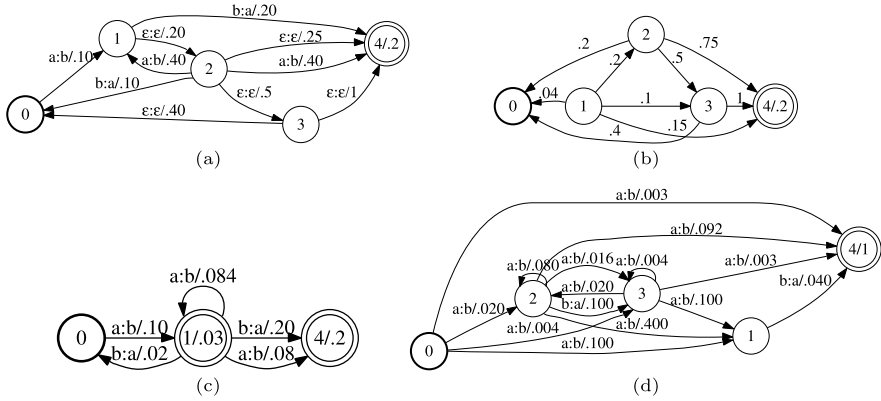 b:a/.20
1
ε:ε/.20
ε:ε/.25
4/.2
a:b/.10
a:b/.40
2
a:b/.40
b:a/.10
ε:ε/.5
ε:ε/1
0
ε:ε/.40
3
(a)
2
.2
.75
.2
.5
0
.04
1
.1
3
1
4/.2
.4
.15
(b)
a:b/.084
0
a:b/.10
1/.03
b:a/.20
4/.2
b:a/.02
a:b/.08
(c)
a:b/.003
a:b/.092
a:b/.080
a:b/.016
a:b/.004
a:b/.003
4/1
2
a:b/.020
3
b:a/.040
a:b/.020
b:a/.100
a:b/.100
a:b/.004
a:b/.400
1
0
a:b/.100
(d)